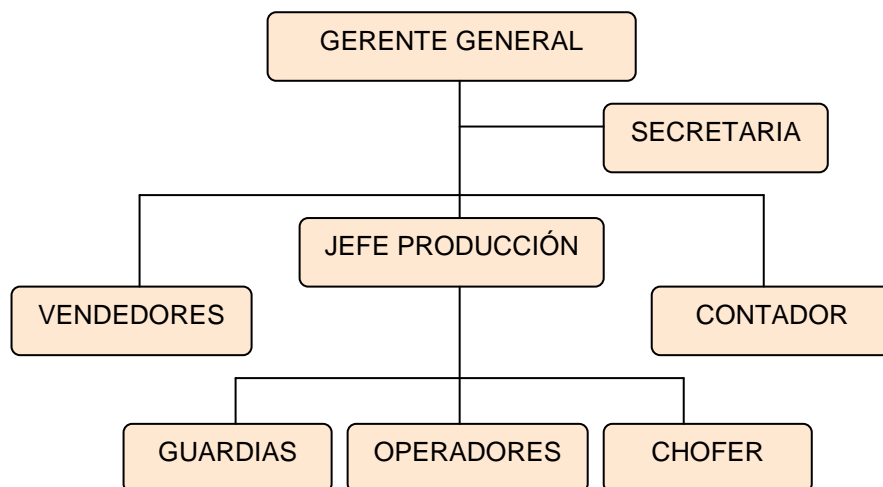 GERENTE GENERAL
SECRETARIA
JEFE PRODUCCIÓN
VENDEDORES
CONTADOR
GUARDIAS
OPERADORES
CHOFER